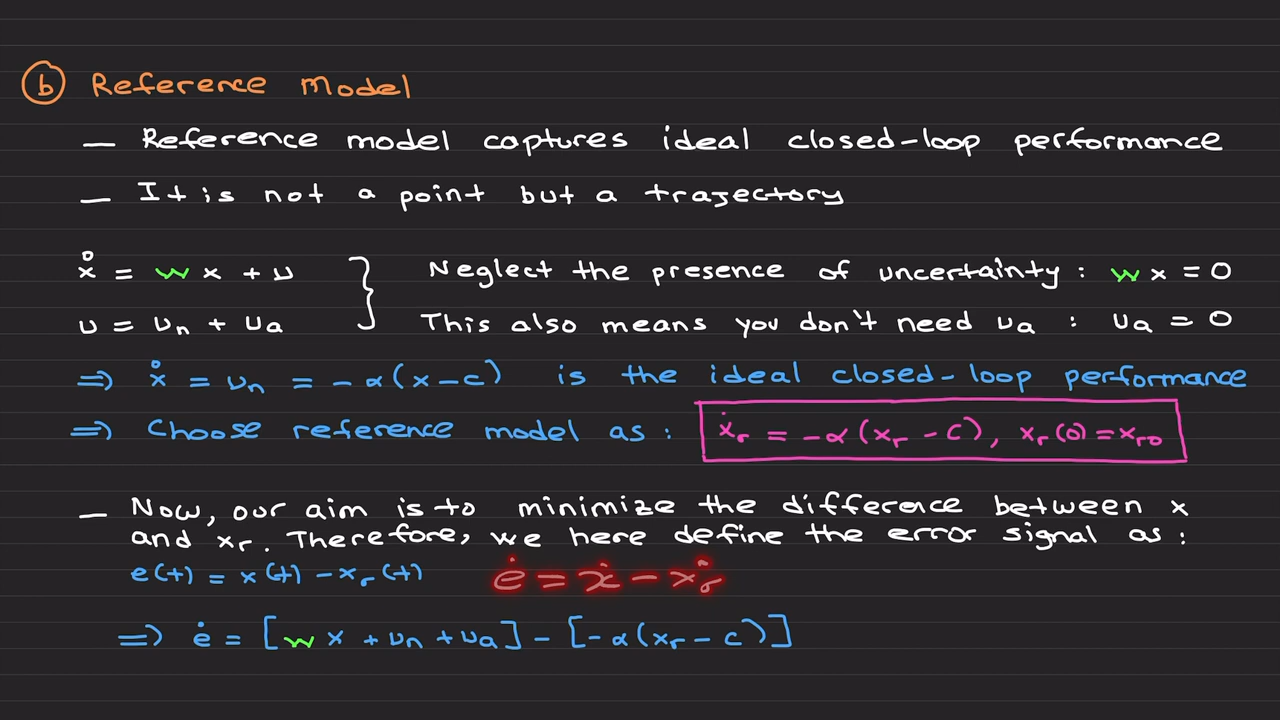 ⓑ Reference Model
— Reference model captures ideal closed-loop performance
— It is not a point but a trajectory
ẋ = w x + u } Neglect the presence of uncertainty : w x = 0
u = uₙ + uₐ } This also means you don't need uₐ : uₐ = 0
⇒ ẋ = uₙ = -α(x-c) is the ideal closed-loop performance
⇒ Choose reference model as : ẋᵣ = -α(xᵣ - c), xᵣ(0) = xᵣ₀
— Now, our aim is to minimize the difference between x
and xᵣ. Therefore, we here define the error signal as :
e(t) = x(t) - xᵣ(t) ė = ẋ - ẋᵣ
⇒ ė = [w x + uₙ + uₐ] - [-α(xᵣ - c)]